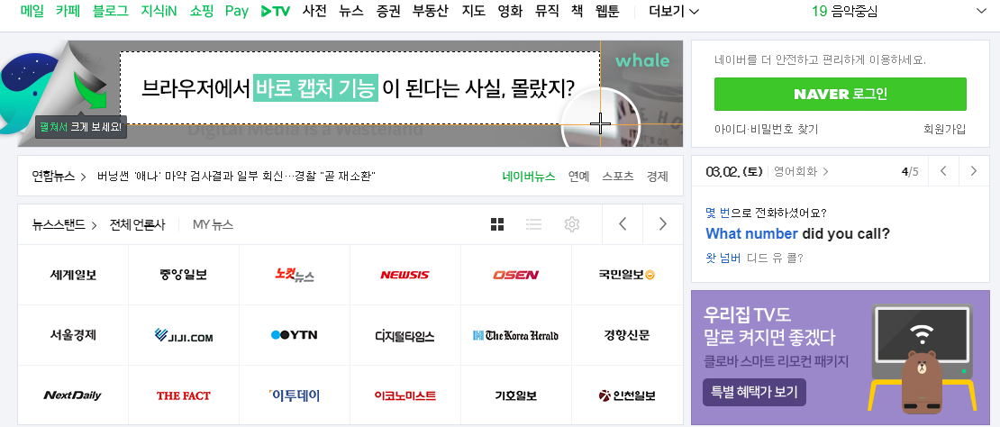 메일 카페 블로그 지식iN 쇼핑 Pay TV 사전 뉴스 증권 부동산 지도 영화 뮤직 책 웹툰 더보기
19 음악중심
브라우저에서 바로 캡처 기능 이 된다는 사실, 몰랐지?
whale
펼쳐서 크게 보세요!
Digital Media is a Wasteland
네이버를 더 안전하고 편리하게 이용하세요.
NAVER 로그인
아이디·비밀번호 찾기 회원가입
연합뉴스 버닝썬 '애나' 마약 검사결과 일부 회신…경찰 "곧 재소환"
네이버뉴스 연예 스포츠 경제
03.02. (토) 영어회화 4/5
몇 번으로 전화하셨어요?
What number did you call?
왓 넘버 디드 유 콜?
뉴스스탠드 전체 언론사 MY 뉴스
세계일보 중앙일보 노컷뉴스 NEWSIS OSEN 국민일보
서울경제 JIJI.COM YTN 디지털타임스 The Korea Herald 경향신문
NextDaily THE FACT 이투데이 이코노미스트 기호일보 인천일보
우리집 TV도
말로 켜지면 좋겠다
클로바 스마트 리모컨 패키지
특별 혜택가 보기